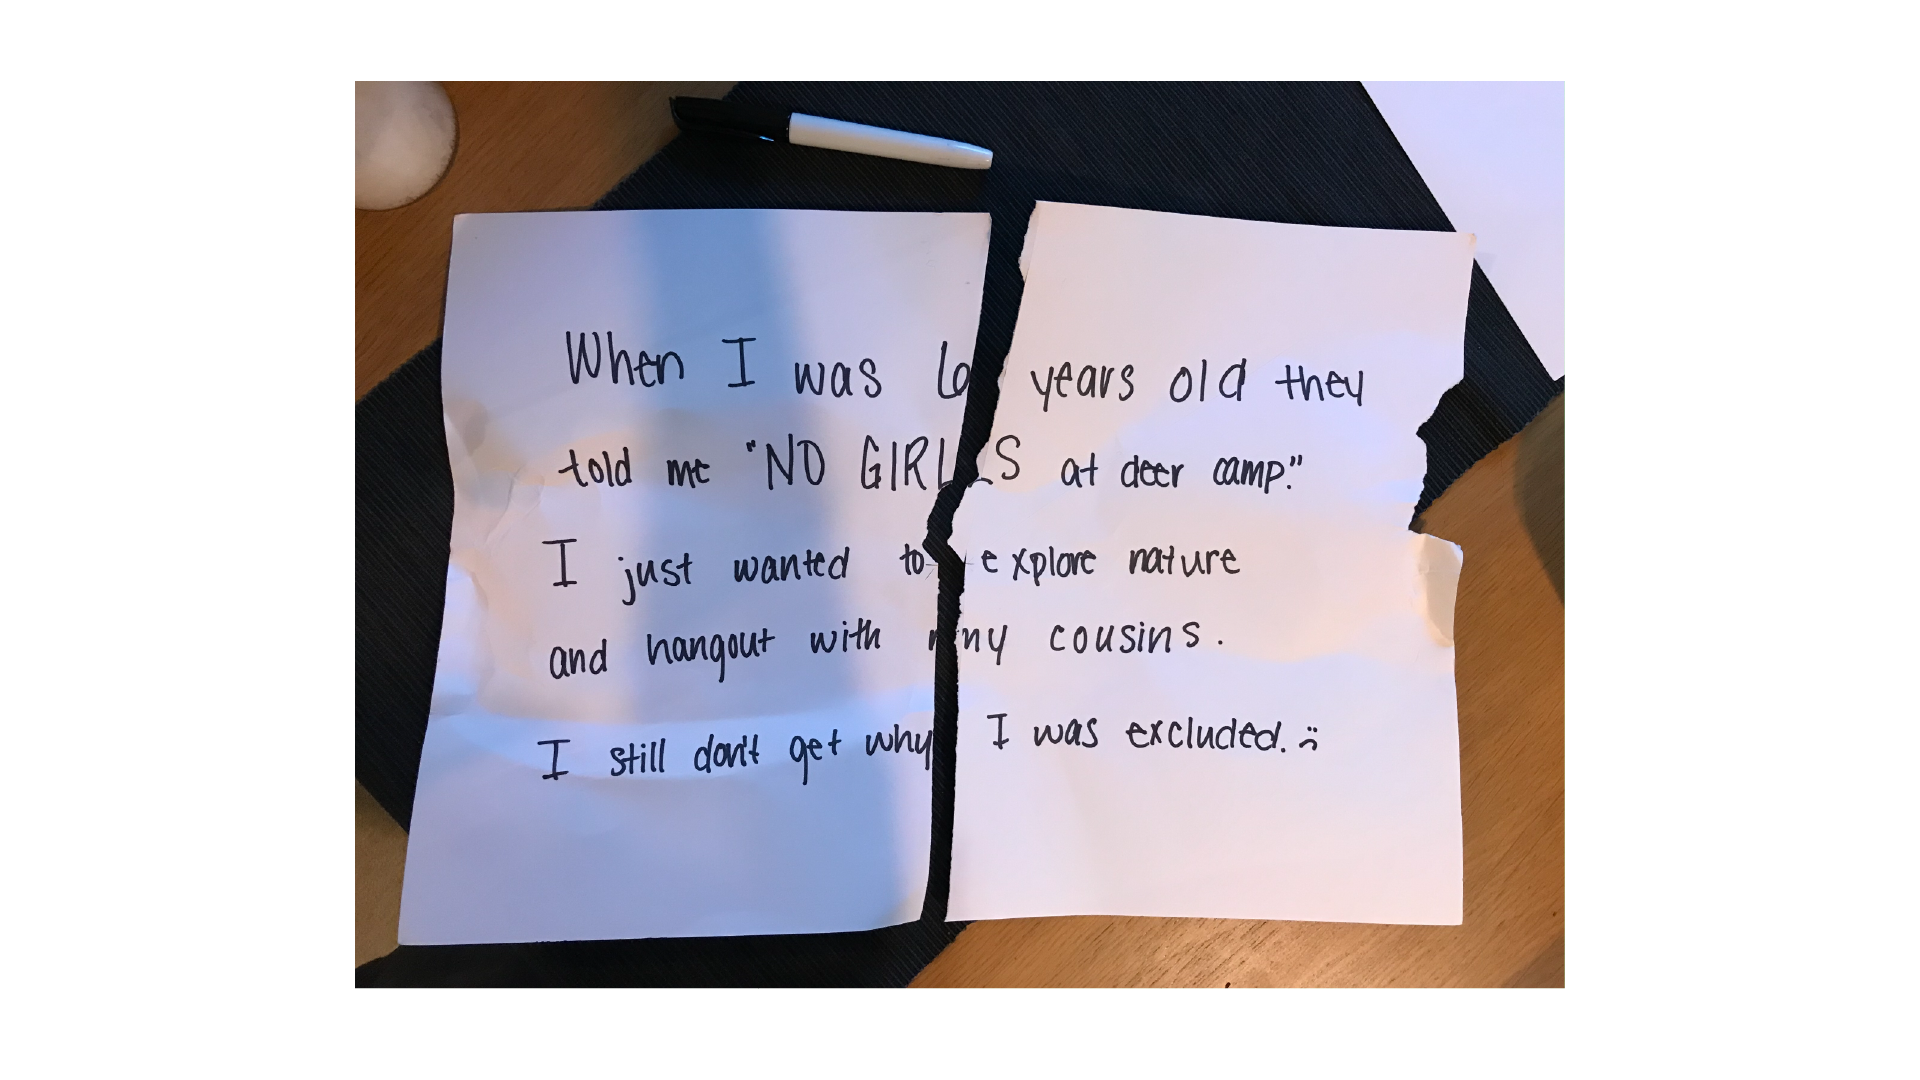 When I was 6 years old they
told me "NO GIRLS at deer camp."
I just wanted to explore nature
and hangout with my cousins.
I still don't get why I was excluded. :(